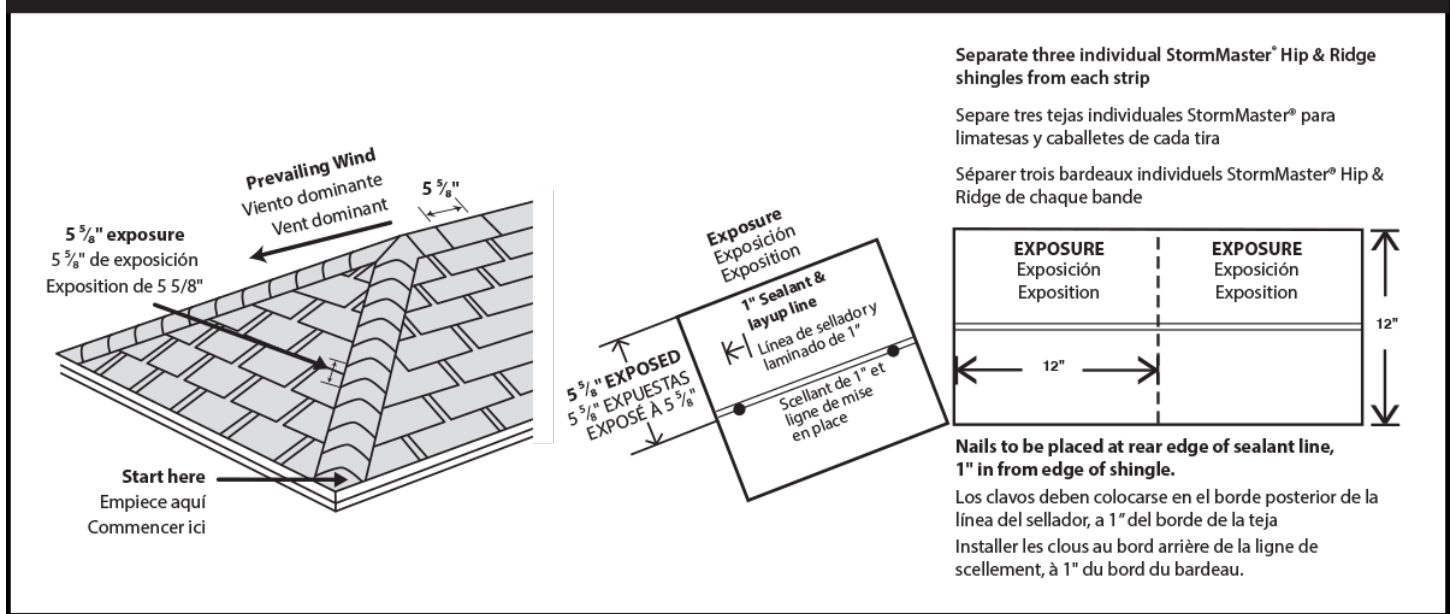 Prevailing Wind
Viento dominante
Vent dominant
5 ⅝"
5 ⅝" exposure
5 ⅝" de exposición
Exposition de 5 5/8"
Start here
Empiece aquí
Commencer ici
Exposure
Exposición
Exposition
1" Sealant &
layup line
Línea de sellador y
laminado de 1"
Scellant de 1" et
ligne de mise
en place
5 ⅝" EXPOSED
5 ⅝" EXPUESTAS
EXPOSÉ À 5 ⅝"
Separate three individual StormMaster® Hip & Ridge
shingles from each strip
Separe tres tejas individuales StormMaster® para
limatesas y caballetes de cada tira
Séparer trois bardeaux individuels StormMaster® Hip &
Ridge de chaque bande
EXPOSURE
Exposición
Exposition
EXPOSURE
Exposición
Exposition
12"
12"
Nails to be placed at rear edge of sealant line,
1" in from edge of shingle.
Los clavos deben colocarse en el borde posterior de la
línea del sellador, a 1" del borde de la teja
Installer les clous au bord arrière de la ligne de
scellement, à 1" du bord du bardeau.